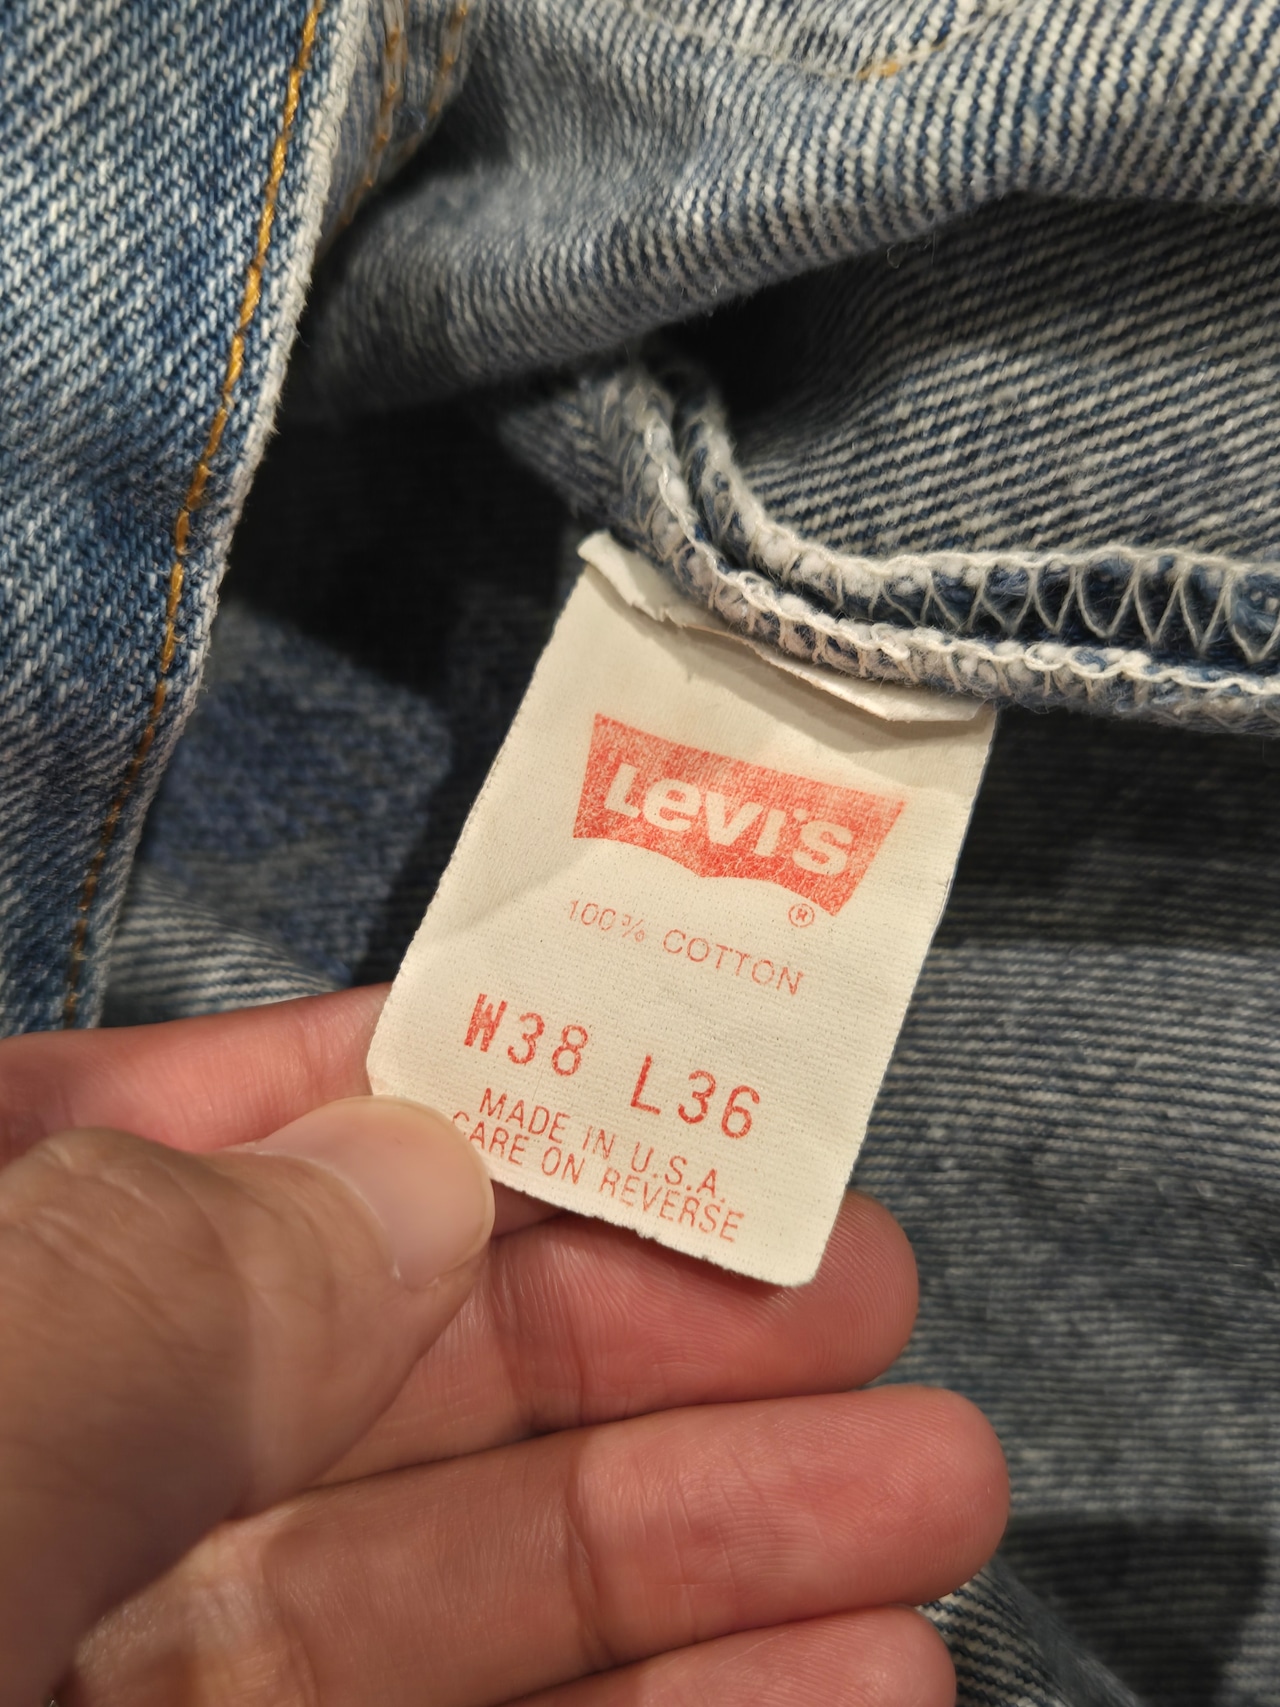 Levi's
®
100% COTTON
W38 L36
MADE IN U.S.A.
CARE ON REVERSE